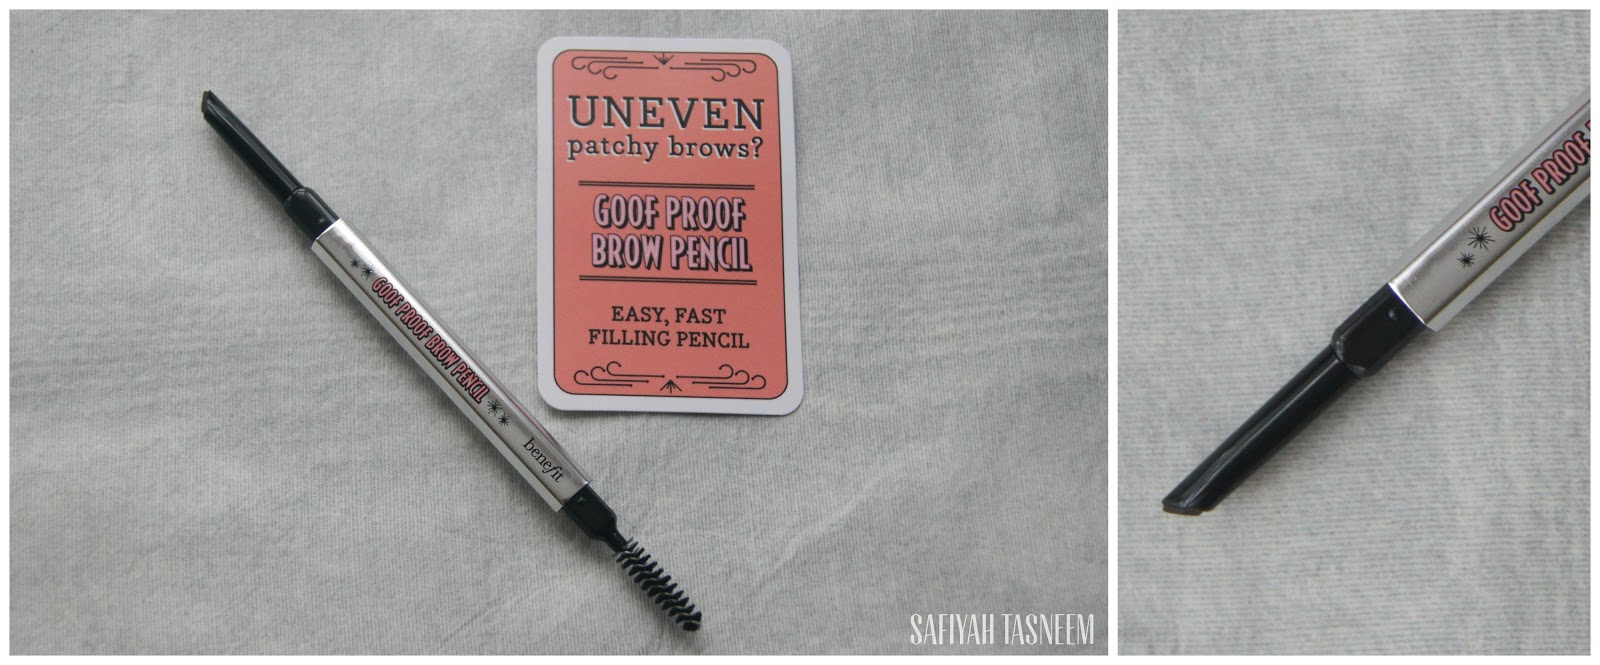 UNEVEN
patchy brows?
GOOF PROOF
BROW PENCIL
EASY, FAST
FILLING PENCIL
GOOF PROOF BROW PENCIL
benefit
SAFIYAH TASNEEM
GOOF PROOF